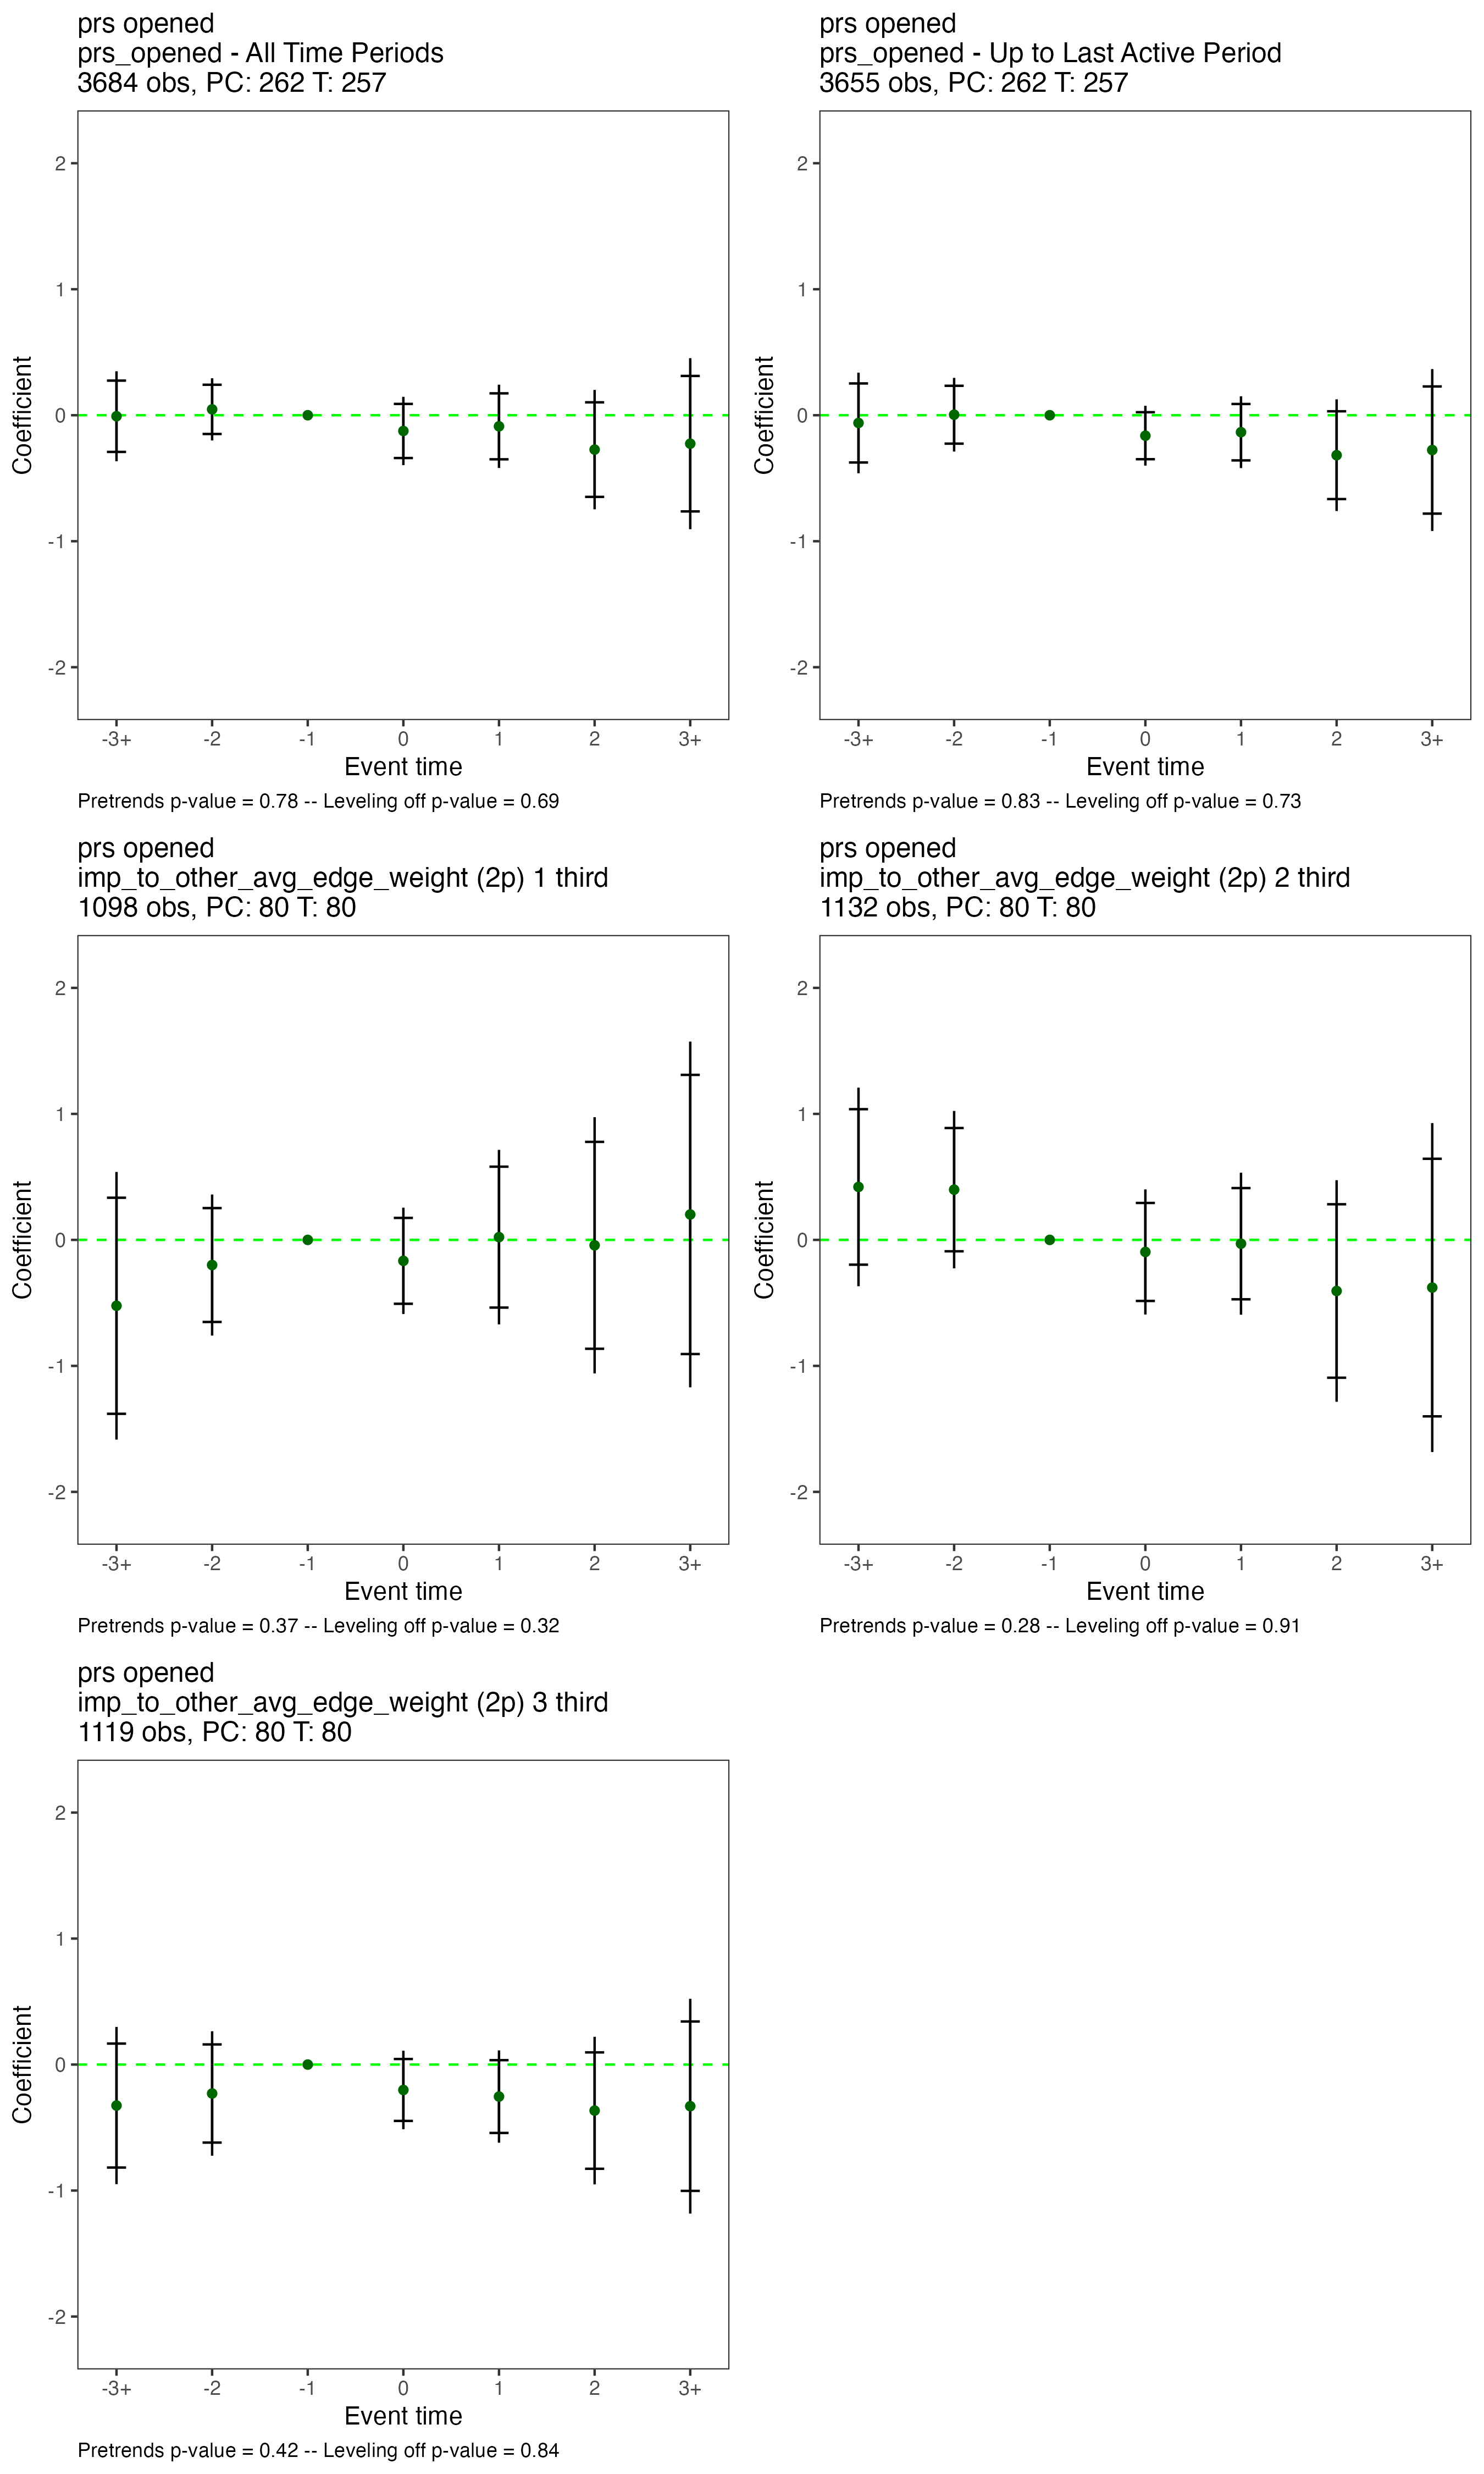 prs opened
prs_opened - All Time Periods
3684 obs, PC: 262 T: 257
Coefficient
2
1
0
-1
-2
-3+ -2 -1 0 1 2 3+
Event time
Pretrends p-value = 0.78 -- Leveling off p-value = 0.69
prs opened
prs_opened - Up to Last Active Period
3655 obs, PC: 262 T: 257
Coefficient
2
1
0
-1
-2
-3+ -2 -1 0 1 2 3+
Event time
Pretrends p-value = 0.83 -- Leveling off p-value = 0.73
prs opened
imp_to_other_avg_edge_weight (2p) 1 third
1098 obs, PC: 80 T: 80
Coefficient
2
1
0
-1
-2
-3+ -2 -1 0 1 2 3+
Event time
Pretrends p-value = 0.37 -- Leveling off p-value = 0.32
prs opened
imp_to_other_avg_edge_weight (2p) 2 third
1132 obs, PC: 80 T: 80
Coefficient
2
1
0
-1
-2
-3+ -2 -1 0 1 2 3+
Event time
Pretrends p-value = 0.28 -- Leveling off p-value = 0.91
prs opened
imp_to_other_avg_edge_weight (2p) 3 third
1119 obs, PC: 80 T: 80
Coefficient
2
1
0
-1
-2
-3+ -2 -1 0 1 2 3+
Event time
Pretrends p-value = 0.42 -- Leveling off p-value = 0.84